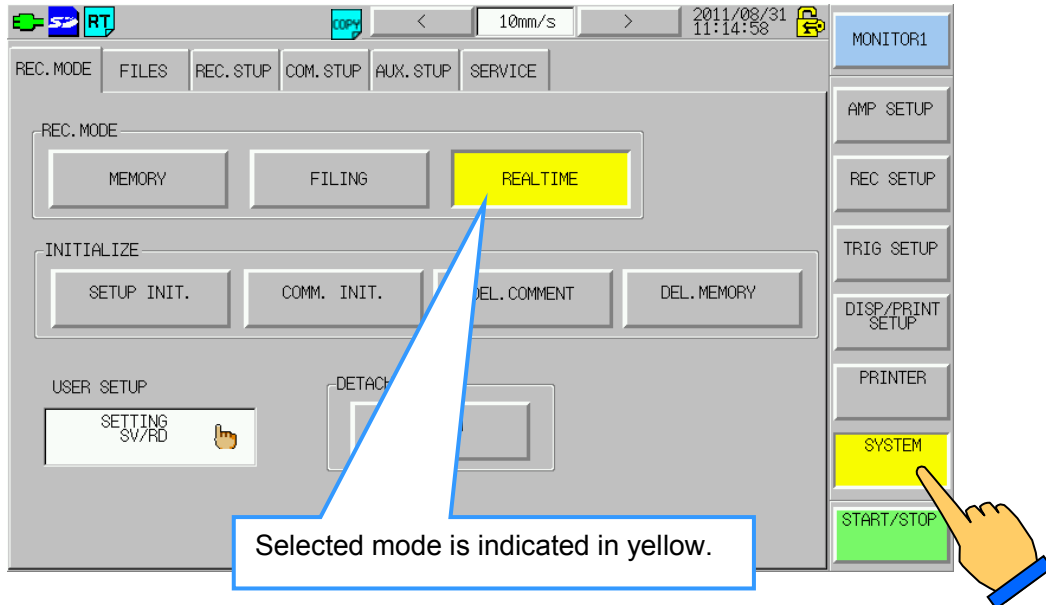 SD RT COPY < 10mm/s > 2011/08/31
11:14:58
MONITOR1
REC.MODE FILES REC.STUP COM.STUP AUX.STUP SERVICE
AMP SETUP
REC.MODE
MEMORY FILING REALTIME
REC SETUP
INITIALIZE
TRIG SETUP
SETUP INIT. COMM. INIT. DEL.COMMENT DEL.MEMORY
DISP/PRINT
SETUP
USER SETUP
PRINTER
SETTING
SV/RD
SYSTEM
START/STOP
Selected mode is indicated in yellow.